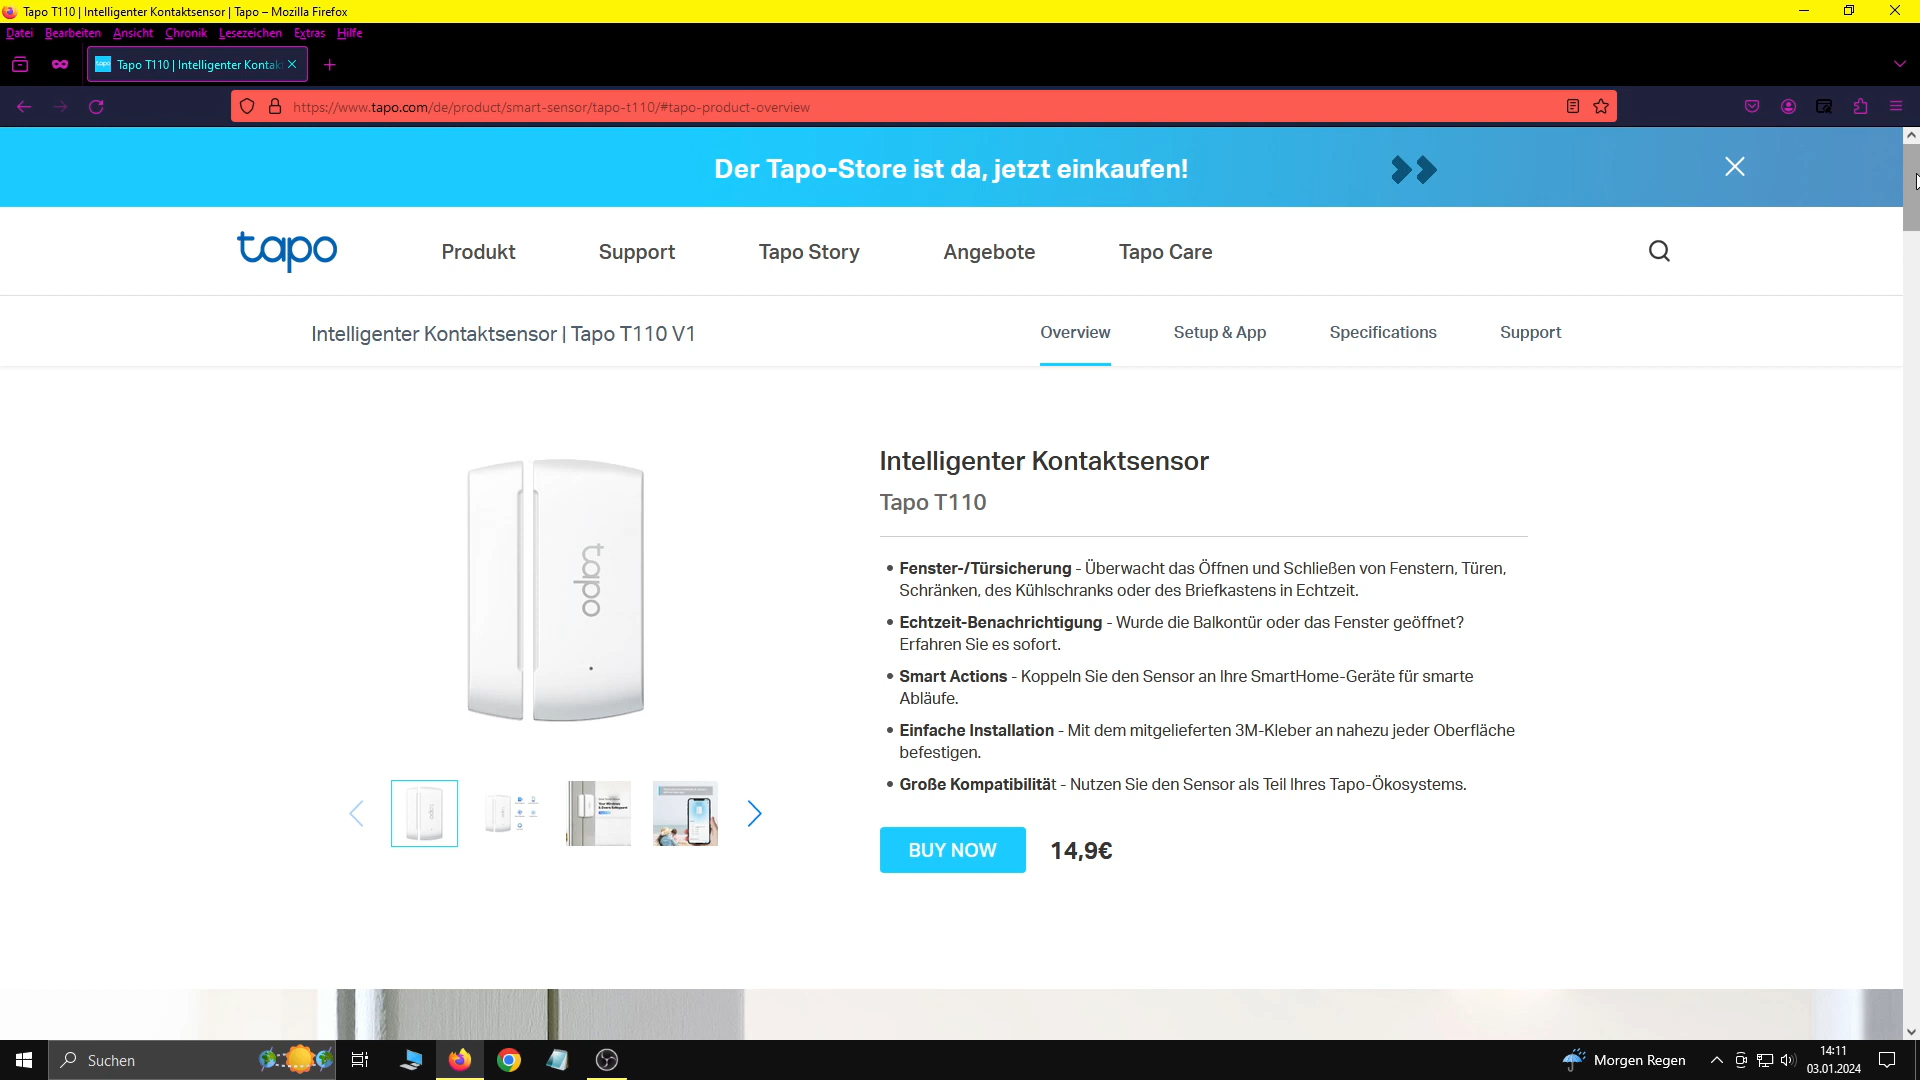 Tapo T110 | Intelligenter Kontaktsensor | Tapo – Mozilla Firefox
Datei Bearbeiten Ansicht Chronik Lesezeichen Extras Hilfe
Tapo T110 | Intelligenter Kontak
https://www.tapo.com/de/product/smart-sensor/tapo-t110/#tapo-product-overview
Der Tapo-Store ist da, jetzt einkaufen!
tapo
Produkt Support Tapo Story Angebote Tapo Care
Intelligenter Kontaktsensor | Tapo T110 V1
Overview Setup & App Specifications Support
tapo
Intelligenter Kontaktsensor
Tapo T110
• Fenster-/Türsicherung - Überwacht das Öffnen und Schließen von Fenstern, Türen,
Schränken, des Kühlschranks oder des Briefkastens in Echtzeit.
• Echtzeit-Benachrichtigung - Wurde die Balkontür oder das Fenster geöffnet?
Erfahren Sie es sofort.
• Smart Actions - Koppeln Sie den Sensor an Ihre SmartHome-Geräte für smarte
Abläufe.
• Einfache Installation - Mit dem mitgelieferten 3M-Kleber an nahezu jeder Oberfläche
befestigen.
• Große Kompatibilität - Nutzen Sie den Sensor als Teil Ihres Tapo-Ökosystems.
BUY NOW 14,9€
Suchen
Morgen Regen
14:11
03.01.2024